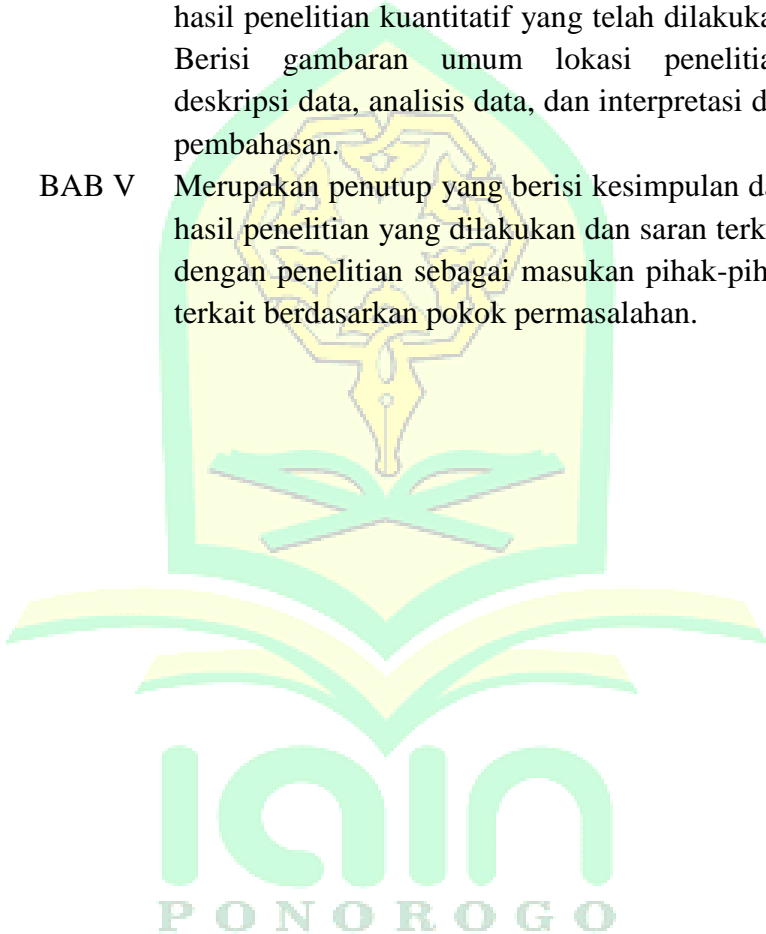 hasil penelitian kuantitatif yang telah dilakuka
Berisi gambaran umum lokasi penelitia
deskripsi data, analisis data, dan interpretasi d
pembahasan.
BAB V Merupakan penutup yang berisi kesimpulan da
hasil penelitian yang dilakukan dan saran terk
dengan penelitian sebagai masukan pihak-pih
terkait berdasarkan pokok permasalahan.
iain
PONOROGO